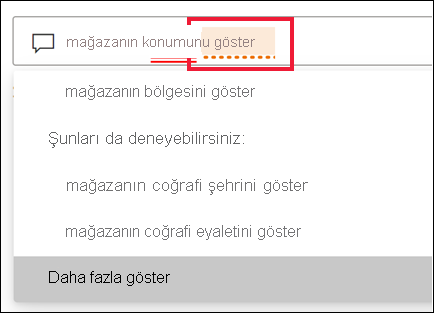 mağazanın konumunu göster
mağazanın bölgesini göster
Şunları da deneyebilirsiniz:
mağazanın coğrafi şehrini göster
mağazanın coğrafi eyaletini göster
Daha fazla göster